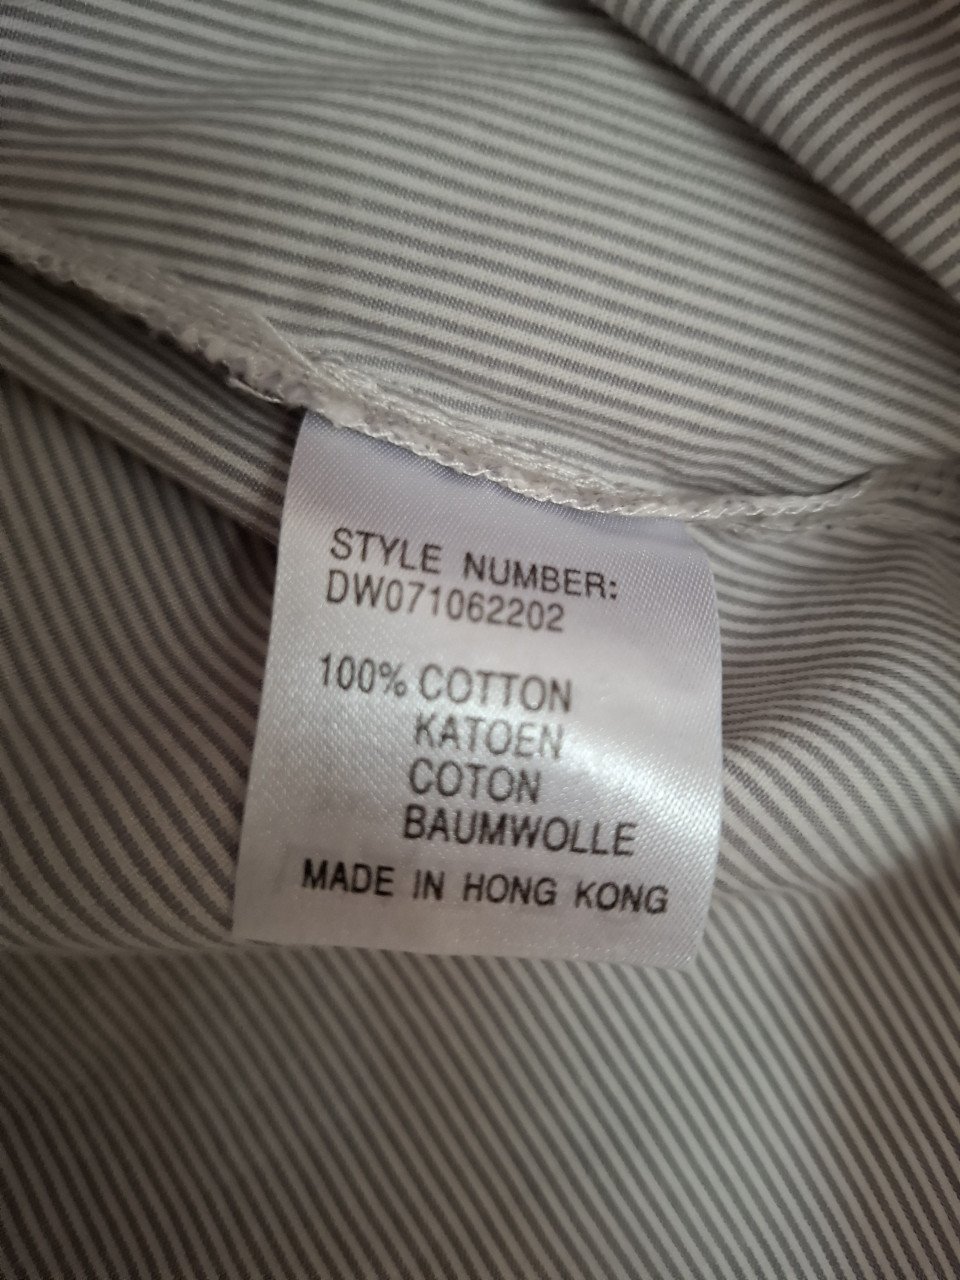 STYLE NUMBER:
DW071062202
100% COTTON
KATOEN
COTON
BAUMWOLLE
MADE IN HONG KONG